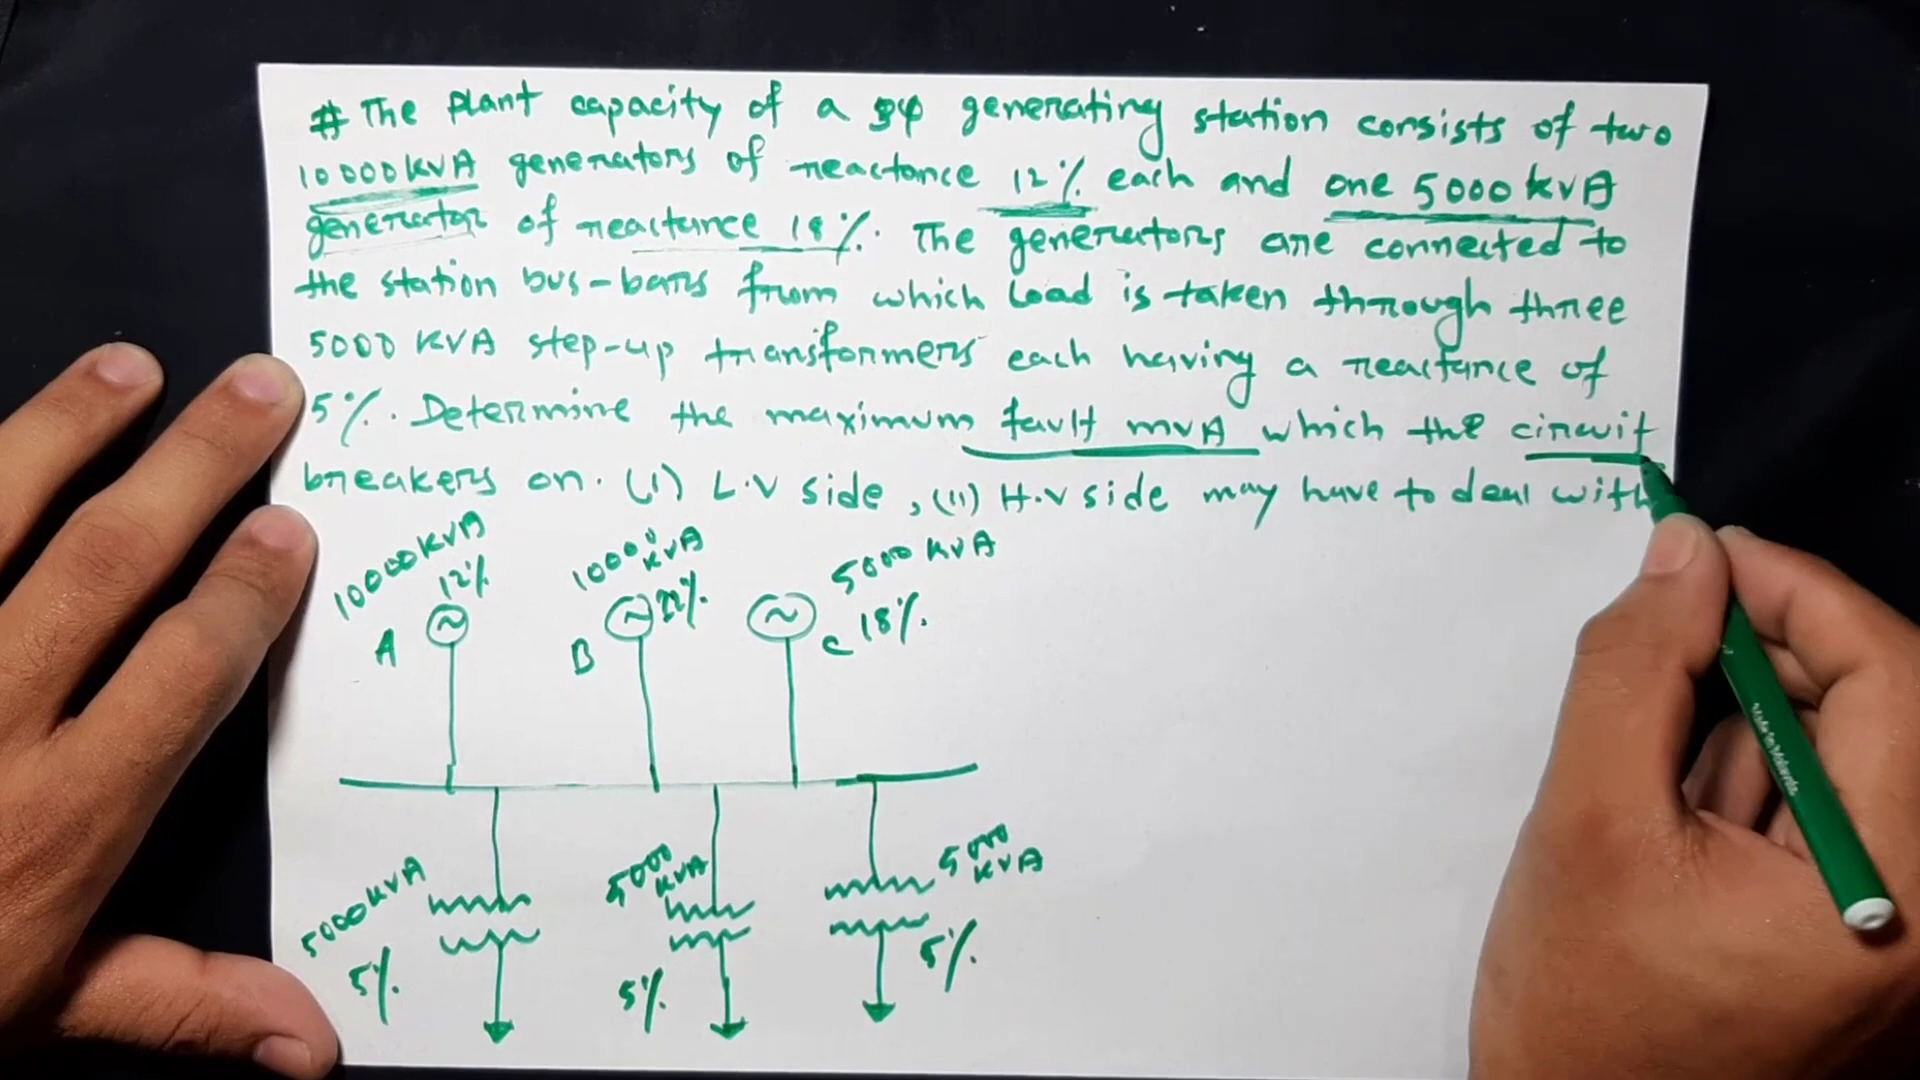 # The plant capacity of a 3φ generating station consists of two
10000 KVA generators of reactance 12% each and one 5000 KVA
generator of reactance 18%. The generators are connected to
the station bus-bars from which load is taken through three
5000 KVA step-up transformers each having a reactance of
5%. Determine the maximum fault MVA which the circuit
breakers on. (i) L.V side, (ii) H.V side may have to deal with
10000 KVA
12%
A
KVA
B
5000 KVA
18%
C
5000 KVA
5%
5000
KVA
5%
5000
KVA
5%